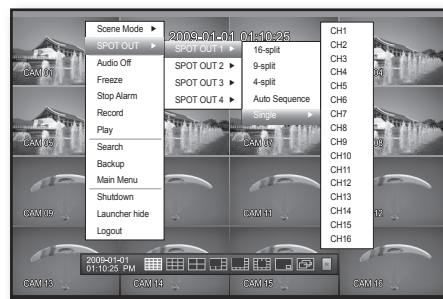 Scene Mode ►
SPOT OUT ►
Audio Off
Freeze
Stop Alarm
Record
Play
Search
Backup
Main Menu
Shutdown
Launcher hide
Logout
2009-01-01 01:10:25
SPOT OUT 1 ►
SPOT OUT 2 ►
SPOT OUT 3 ►
SPOT OUT 4 ►
16-split
9-split
4-split
Auto Sequence
Single ►
CH1
CH2
CH3
CH4
CH5
CH6
CH7
CH8
CH9
CH10
CH11
CH12
CH13
CH14
CH15
CH16
CAM 01
CAM 05
CAM 07
CAM 09
CAM 11
12
CAM 13
CAM 14
CAM 15
CAM 16
2009-01-01
01:10:25 PM